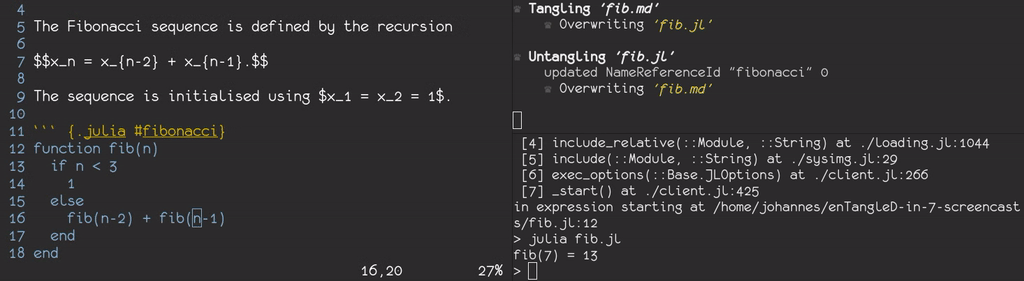 4
5 The Fibonacci sequence is defined by the recursion
6
7 $$x_n = x_{n-2} + x_{n-1}.$$
8
9 The sequence is initialised using $x_1 = x_2 = 1$.
10
11 ``` {.julia #fibonacci}
12 function fib(n)
13   if n < 3
14     1
15   else
16     fib(n-2) + fib(n-1)
17   end
18 end
16,20 27%
Tangling 'fib.md'
Overwriting 'fib.jl'
Untangling 'fib.jl'
updated NameReferenceId "fibonacci" 0
Overwriting 'fib.md'
[4] include_relative(::Module, ::String) at ./loading.jl:1044
[5] include(::Module, ::String) at ./sysimg.jl:29
[6] exec_options(::Base.JLOptions) at ./client.jl:266
[7] _start() at ./client.jl:425
in expression starting at /home/johannes/enTangleD-in-7-screencast
s/fib.jl:12
> julia fib.jl
fib(7) = 13
>